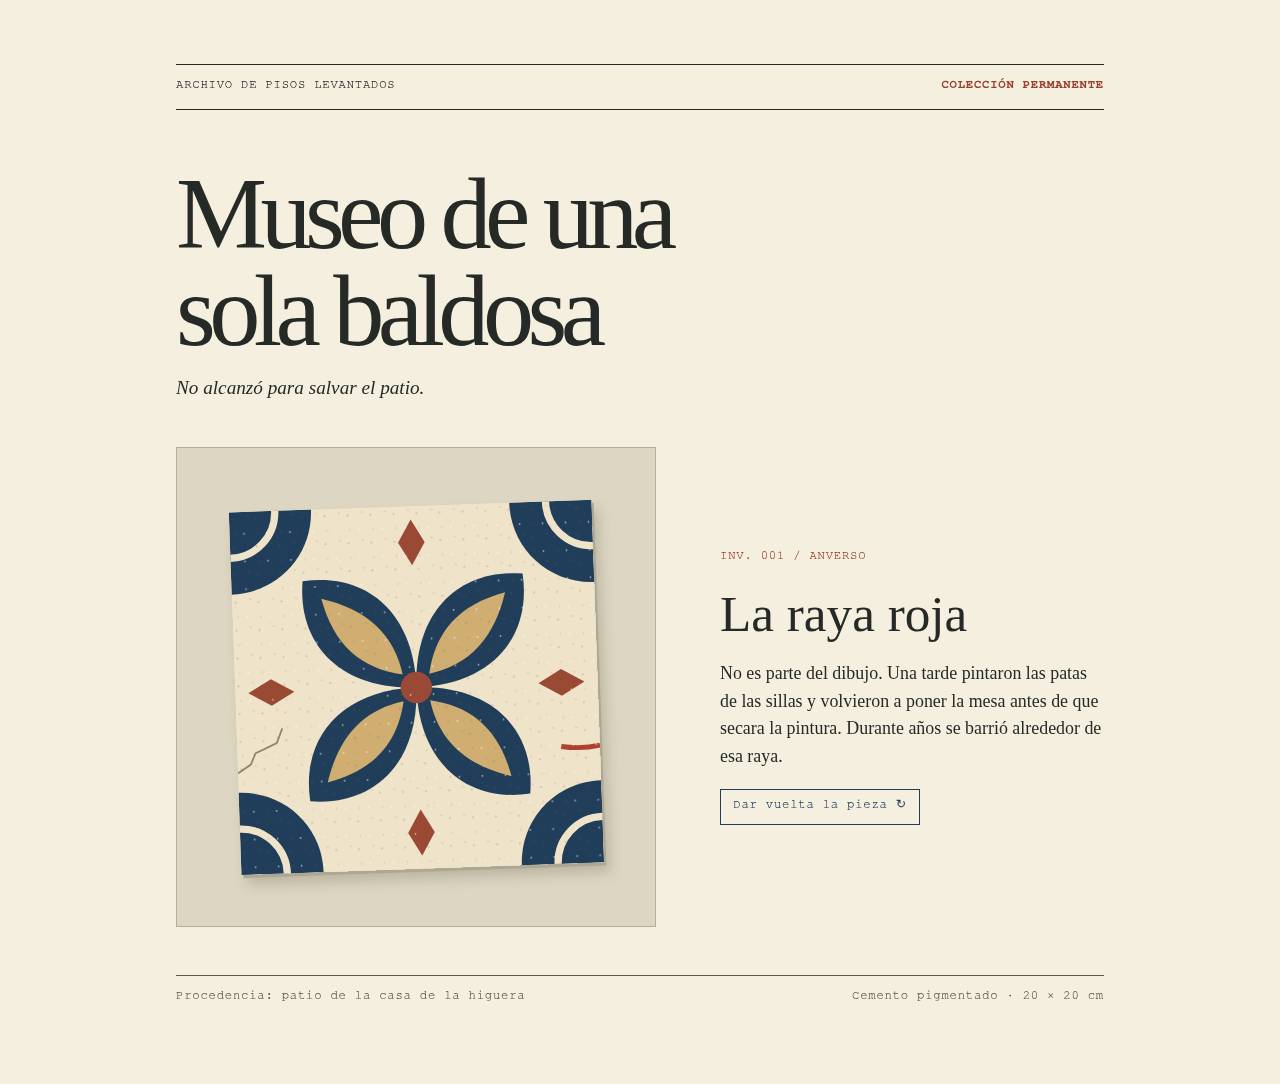 ARCHIVO DE PISOS LEVANTADOS
COLECCIÓN PERMANENTE
Museo de una
sola baldosa
No alcanzó para salvar el patio.
INV. 001 / ANVERSO
La raya roja
No es parte del dibujo. Una tarde pintaron las patas
de las sillas y volvieron a poner la mesa antes de que
secara la pintura. Durante años se barrió alrededor de
esa raya.
Dar vuelta la pieza ↻
Procedencia: patio de la casa de la higuera
Cemento pigmentado · 20 × 20 cm